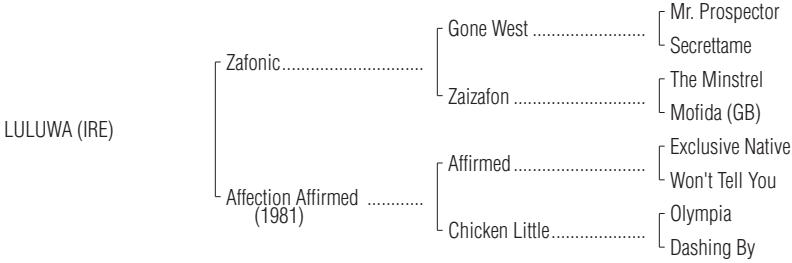 Mr. Prospector
Gone West ........................
Secrettame
Zafonic..............................
The Minstrel
Zaizafon ............................
Mofida (GB)
LULUWA (IRE)
Exclusive Native
Affirmed............................
Won't Tell You
Affection Affirmed ............
(1981)
Olympia
Chicken Little....................
Dashing By